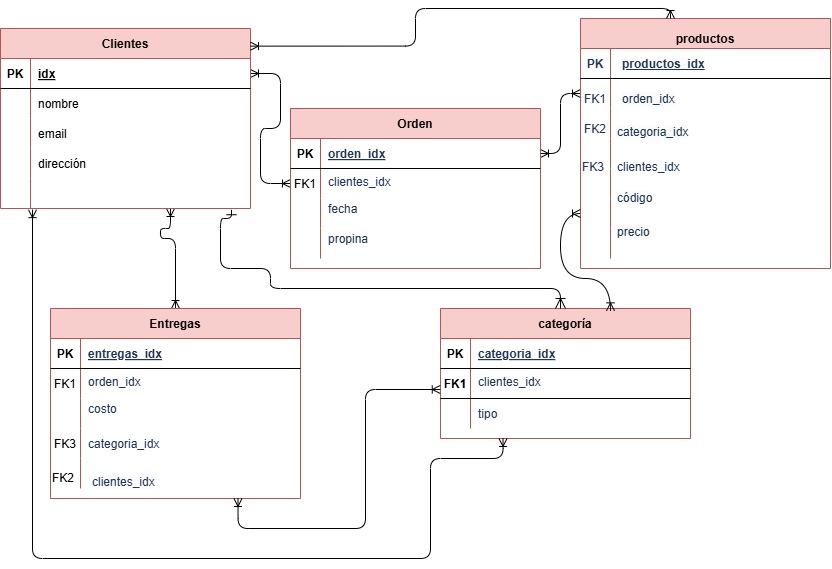 Clientes
PK idx
nombre
email
dirección
productos
PK productos_idx
FK1 orden_idx
FK2 categoria_idx
FK3 clientes_idx
código
precio
Orden
PK orden_idx
FK1 clientes_idx
fecha
propina
Entregas
PK entregas_idx
FK1 orden_idx
costo
FK3 categoria_idx
FK2 clientes_idx
categoría
PK categoria_idx
FK1 clientes_idx
tipo